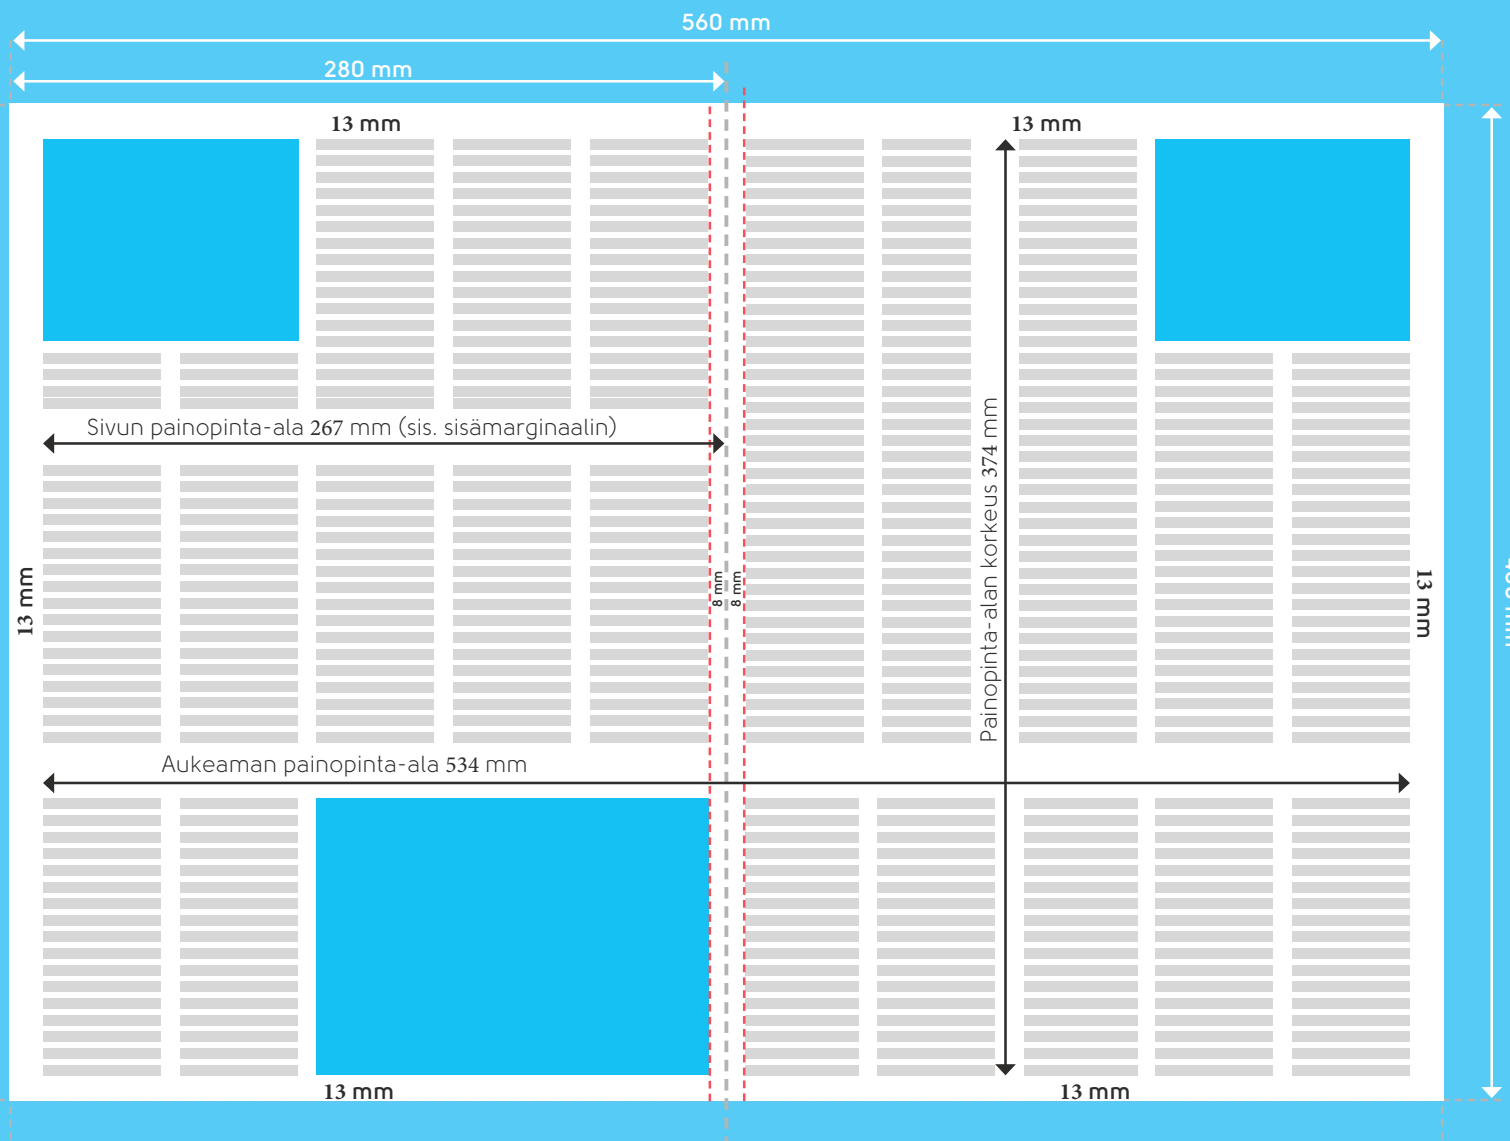 560 mm
280 mm
13 mm
13 mm
Sivun painopinta-ala 267 mm (sis. sisämarginaalin)
Painopinta-alan korkeus 374 mm
13 mm
8 mm
8 mm
13 mm
Aukeaman painopinta-ala 534 mm
13 mm
13 mm